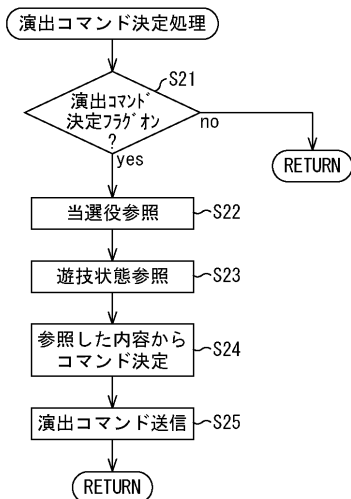 演出コマンド決定処理
S21
演出ｺﾏﾝﾄﾞ
決定ﾌﾗｸﾞｵﾝ
?
no
yes
RETURN
当選役参照
S22
遊技状態参照
S23
参照した内容から
コマンド決定
S24
演出コマンド送信
S25
RETURN